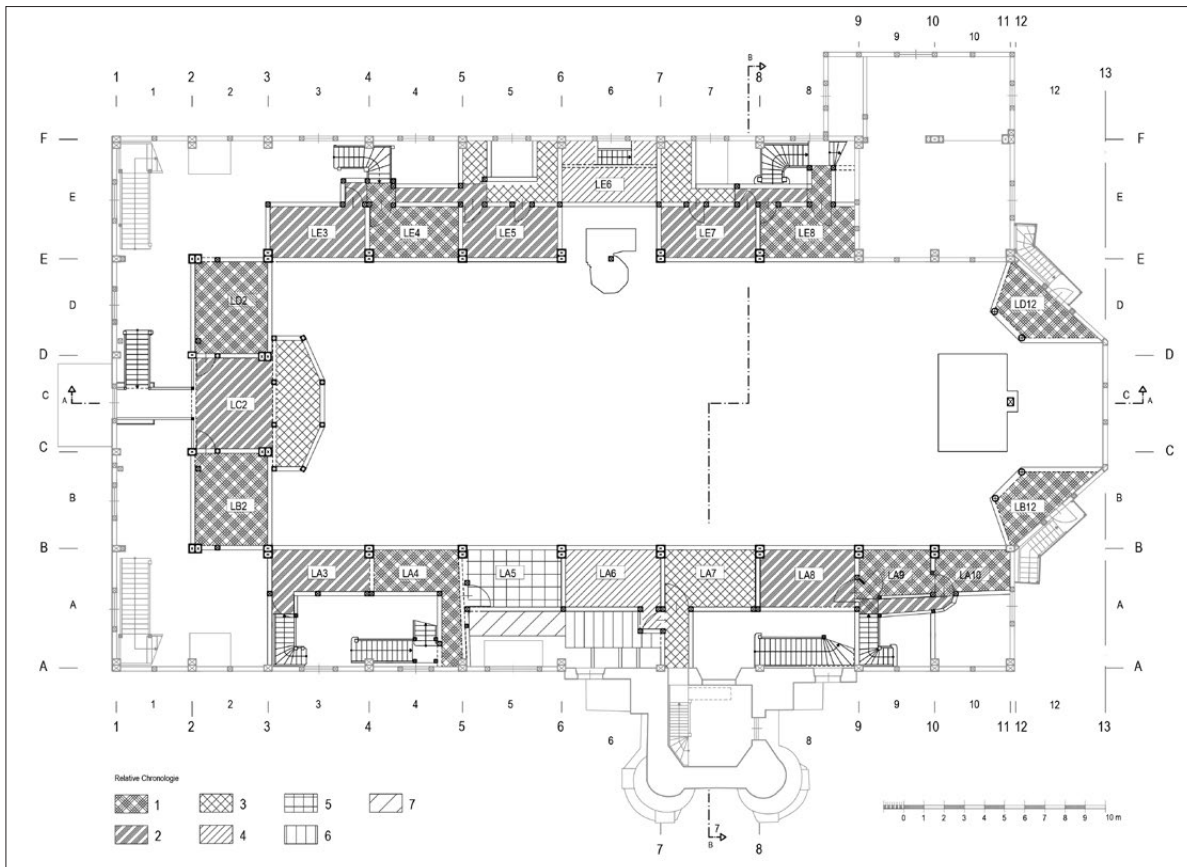 9 10 11 12
9 10
1 2 3 4 5 6 7 B 8 13
1 2 3 4 5 6 7 8 12
F F
E LE6 E
LE3 LE4 LE5 LE7 LE8
E E
D LD2 LD12 D
D D
C LC2 C
A A
C C
B LB2 LB12 B
B B
LA3 LA4 LA5 LA6 LA7 LA8 LA9 LA10
A A
A A
1 2 3 4 5 9 10 12
1 2 3 4 5 6 6 8 9 10 11 12 13
Relative Chronologie
1 3 5 7
2 4 6
0 1 2 3 4 5 6 7 8 9 10 m
7 B 7 8